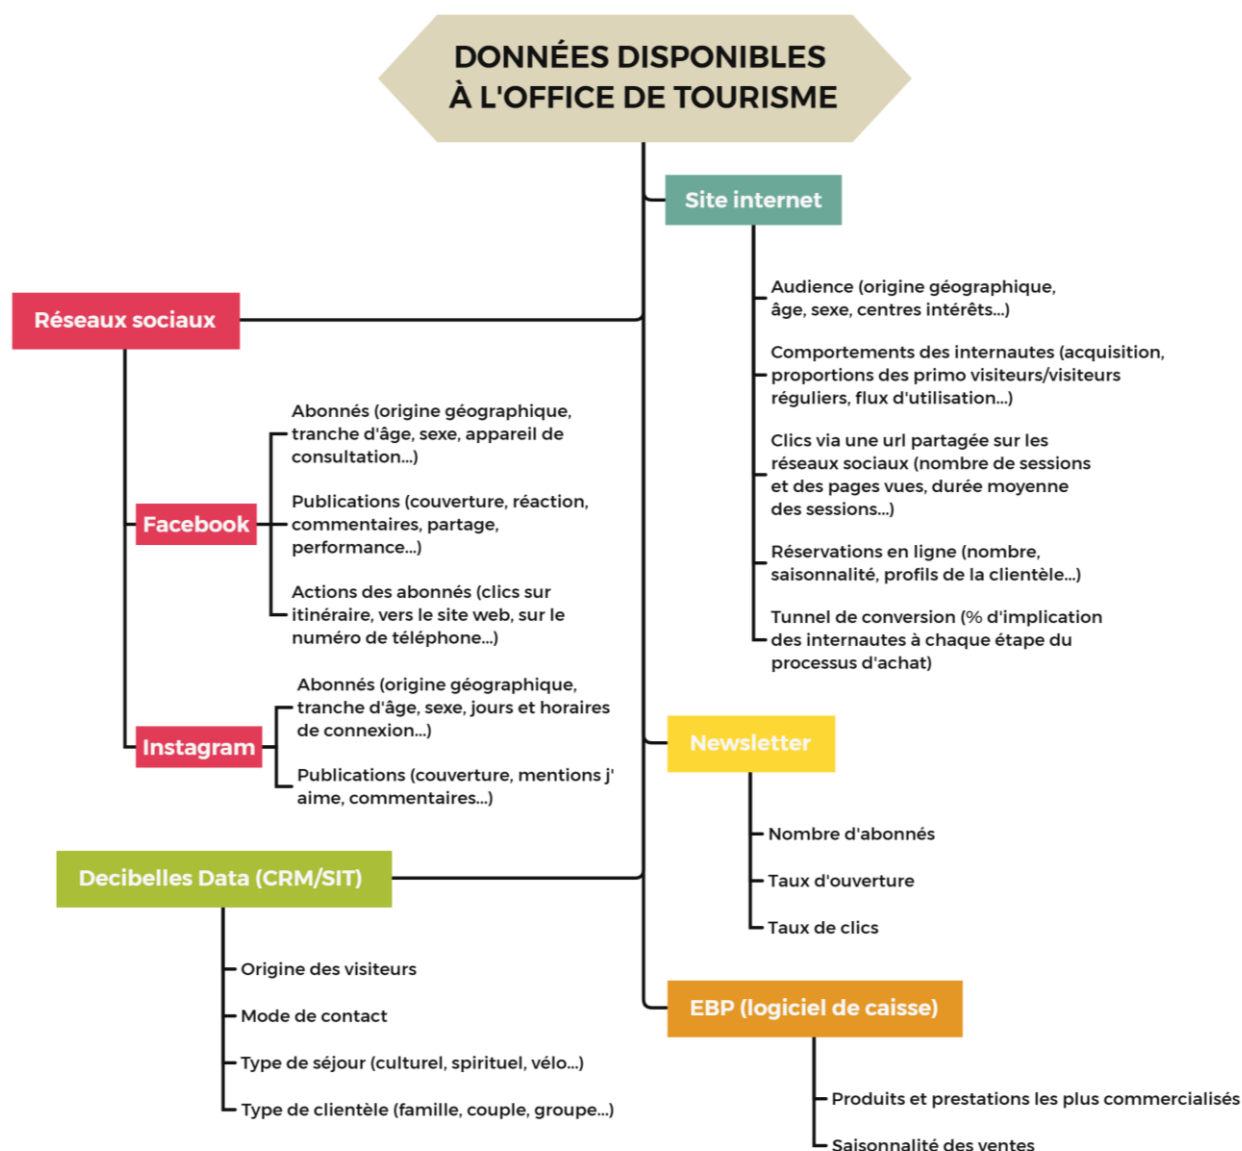 DONNÉES DISPONIBLES
À L'OFFICE DE TOURISME
Site internet
Audience (origine géographique,
âge, sexe, centres intérêts...)
Comportements des internautes (acquisition,
proportions des primo visiteurs/visiteurs
réguliers, flux d'utilisation...)
Clics via une url partagée sur les
réseaux sociaux (nombre de sessions
et des pages vues, durée moyenne
des sessions...)
Réservations en ligne (nombre,
saisonnalité, profils de la clientèle...)
Tunnel de conversion (% d'implication
des internautes à chaque étape du
processus d'achat)
Réseaux sociaux
Facebook
Abonnés (origine géographique,
tranche d'âge, sexe, appareil de
consultation...)
Publications (couverture, réaction,
commentaires, partage,
performance...)
Actions des abonnés (clics sur
itinéraire, vers le site web, sur le
numéro de téléphone...)
Instagram
Abonnés (origine géographique,
tranche d'âge, sexe, jours et horaires
de connexion...)
Publications (couverture, mentions j'
aime, commentaires...)
Newsletter
Nombre d'abonnés
Taux d'ouverture
Taux de clics
Decibelles Data (CRM/SIT)
Origine des visiteurs
Mode de contact
Type de séjour (culturel, spirituel, vélo...)
Type de clientèle (famille, couple, groupe...)
EBP (logiciel de caisse)
Produits et prestations les plus commercialisés
Saisonnalité des ventes